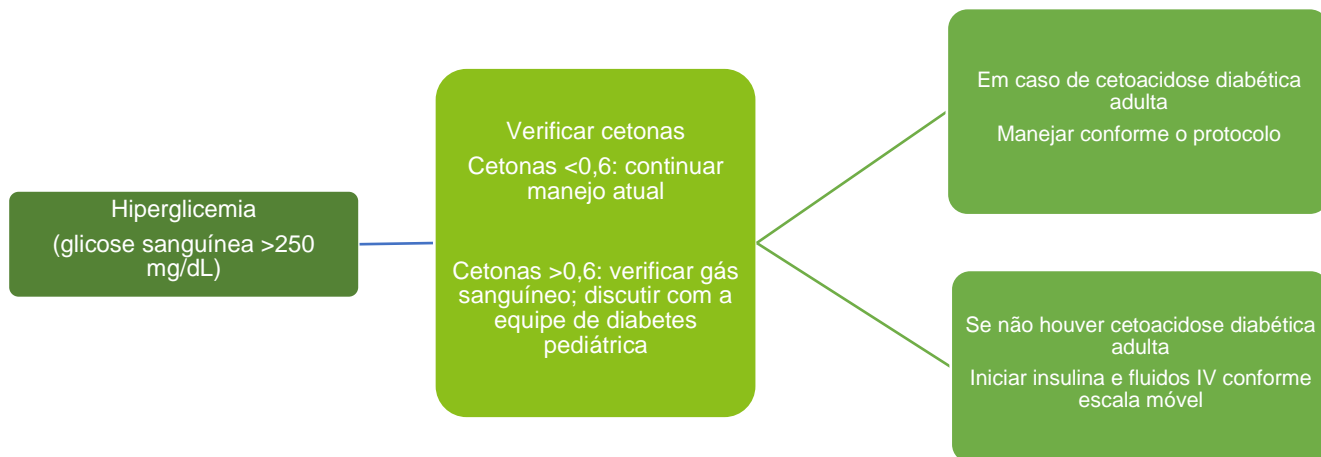 Hiperglicemia
(glicose sanguínea >250
mg/dL)
Verificar cetonas
Cetonas <0,6: continuar
manejo atual
Cetonas >0,6: verificar gás
sanguíneo; discutir com a
equipe de diabetes
pediátrica
Em caso de cetoacidose diabética
adulta
Manejar conforme o protocolo
Se não houver cetoacidose diabética
adulta
Iniciar insulina e fluidos IV conforme
escala móvel